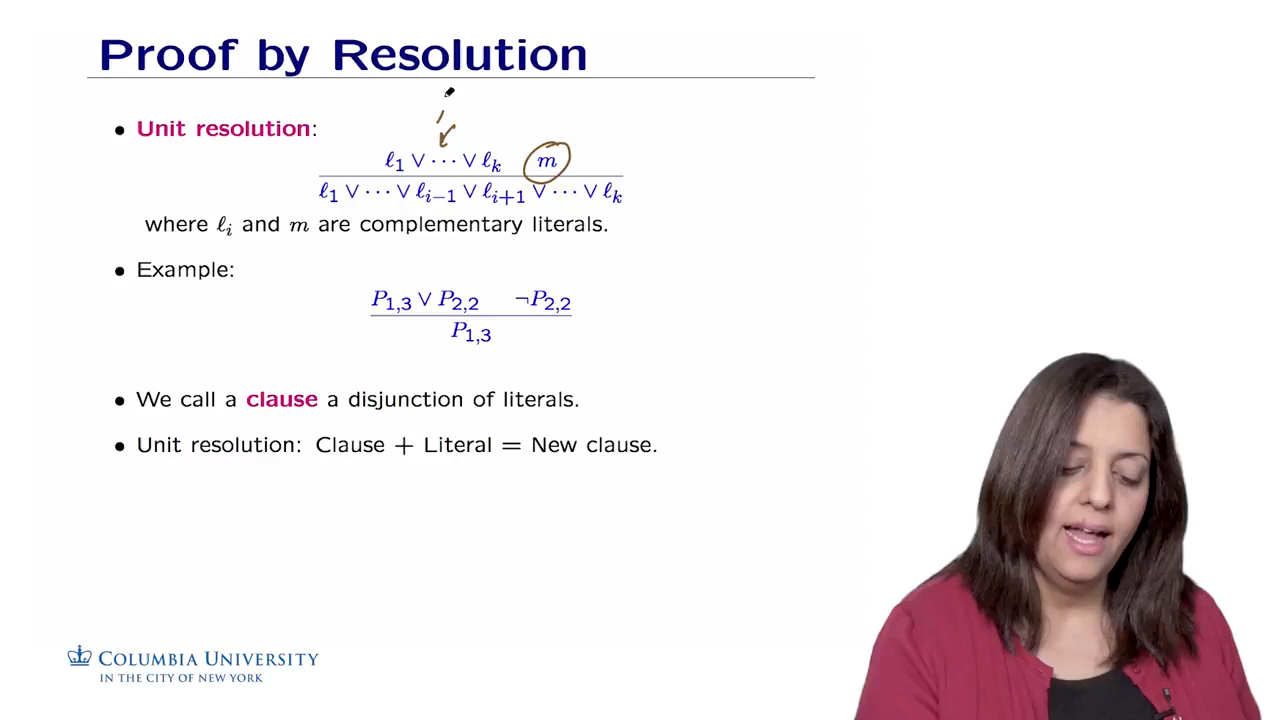 Proof by Resolution
• Unit resolution:
ℓ1 ∨ ⋯ ∨ ℓk m
ℓ1 ∨ ⋯ ∨ ℓi−1 ∨ ℓi+1 ∨ ⋯ ∨ ℓk
where ℓi and m are complementary literals.
• Example:
P1,3 ∨ P2,2 ¬P2,2
P1,3
• We call a clause a disjunction of literals.
• Unit resolution: Clause + Literal = New clause.
COLUMBIA UNIVERSITY
IN THE CITY OF NEW YORK